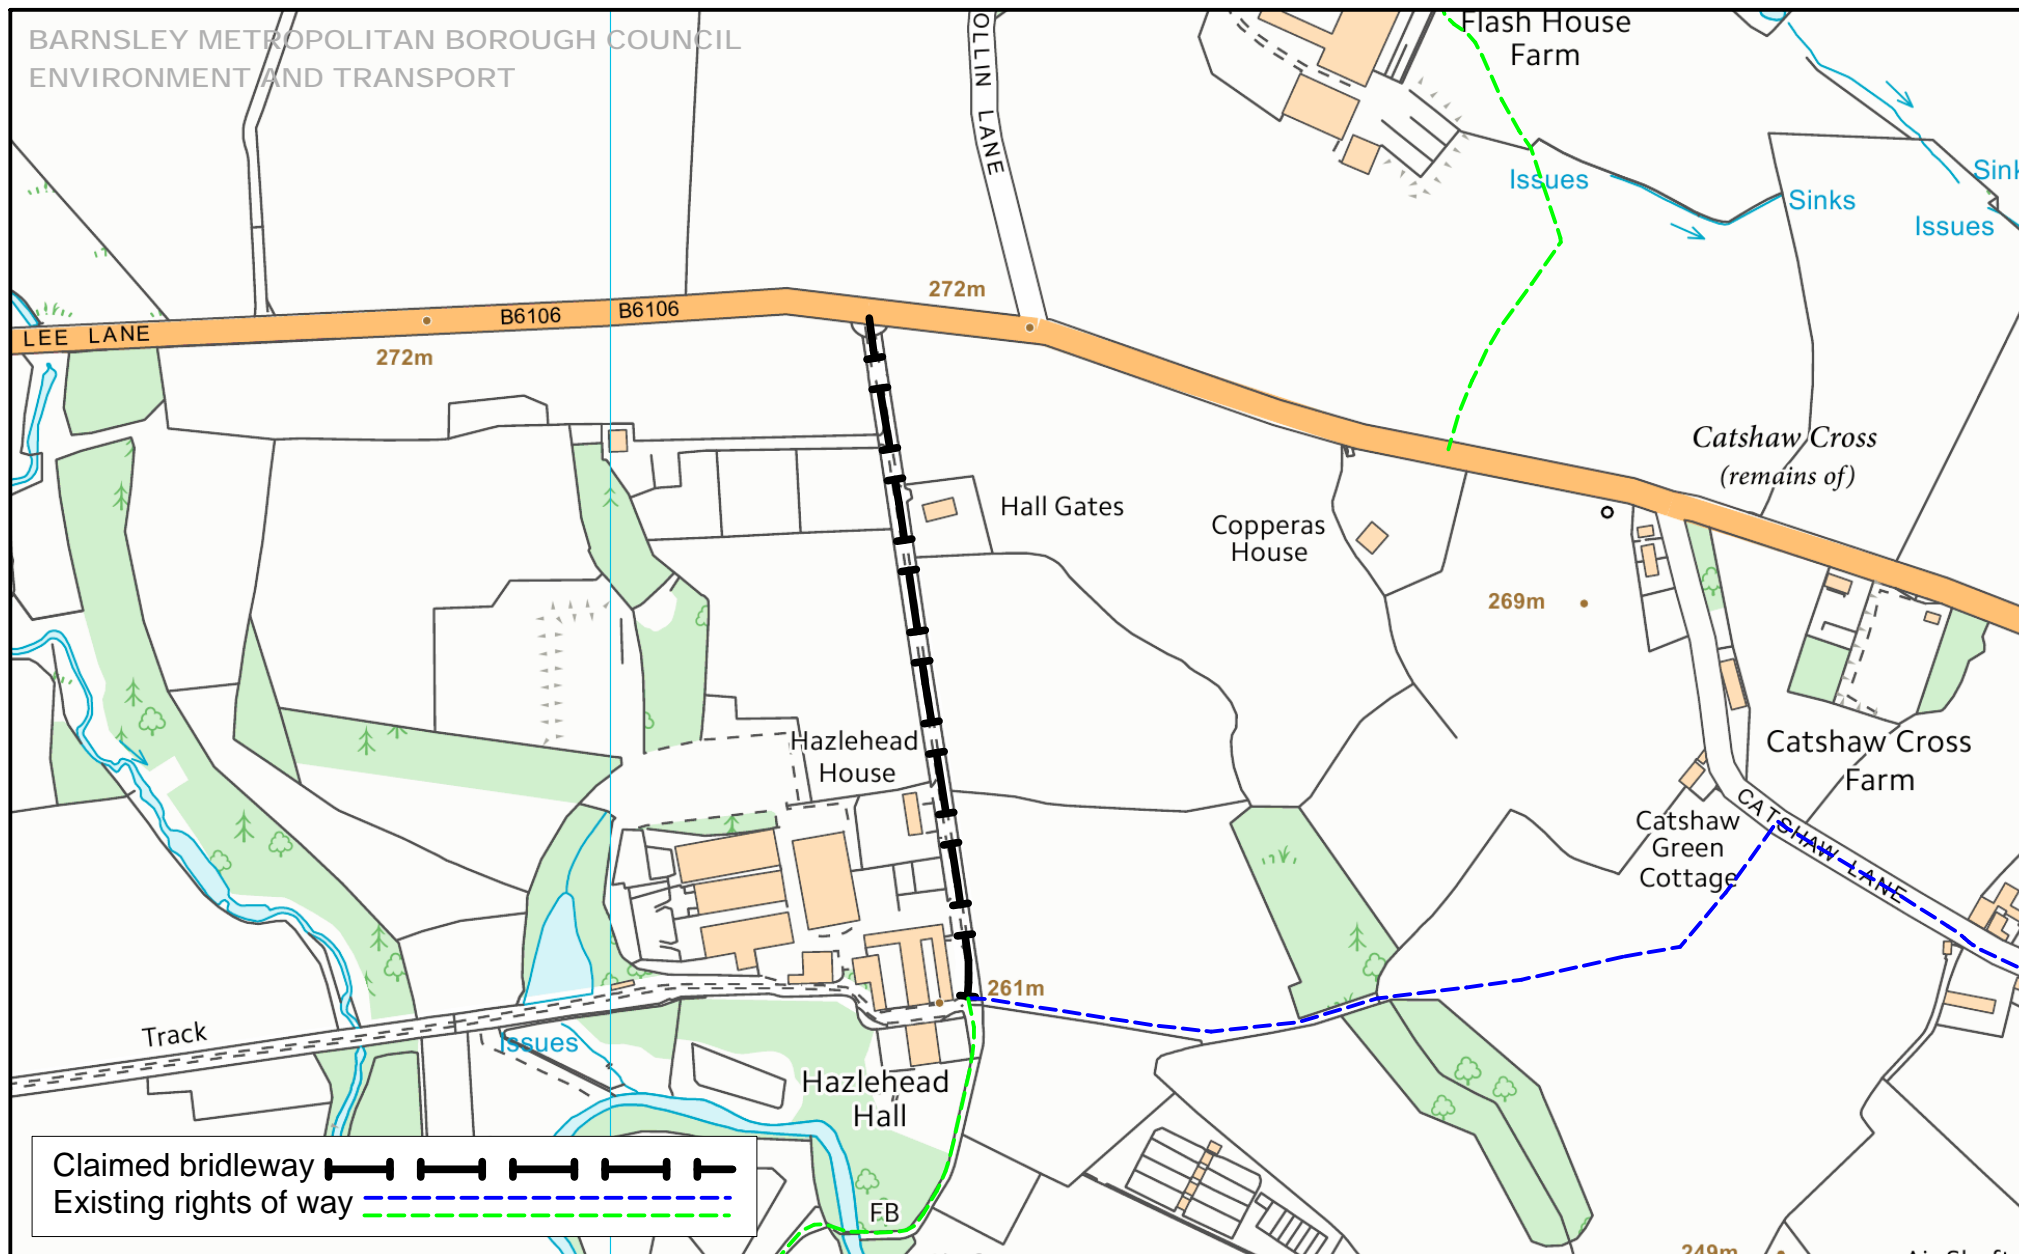 BARNSLEY METROPOLITAN BOROUGH COUNCIL
ENVIRONMENT AND TRANSPORT
OLLIN LANE
Flash House
Farm
Issues
Sinks
Sink
Issues
272m
LEE LANE
B6106
B6106
272m
Catshaw Cross
(remains of)
Hall Gates
Copperas
House
269m
Hazlehead
House
Catshaw Cross
Farm
CATSHAW LANE
Catshaw
Green
Cottage
261m
Track
Issues
Hazlehead
Hall
FB
Claimed bridleway
Existing rights of way
249m